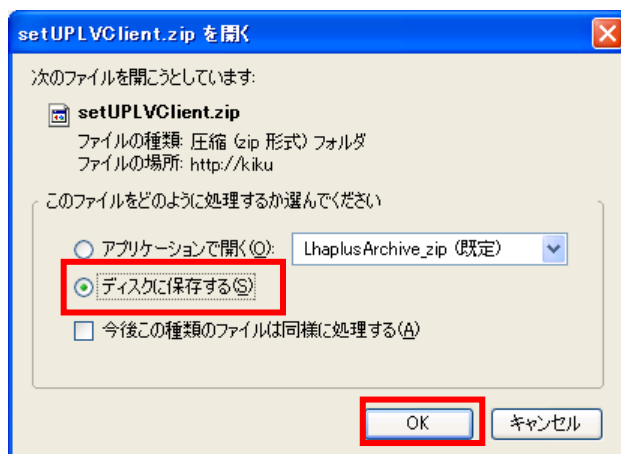 setUPLVClient.zip を開く
次のファイルを開こうとしています:
setUPLVClient.zip
ファイルの種類: 圧縮 (zip 形式) フォルダ
ファイルの場所: http://kiku
このファイルをどのように処理するか選んでください
アプリケーションで開く(O): LhaplusArchive_zip (既定)
ディスクに保存する(S)
今後この種類のファイルは同様に処理する(A)
OK キャンセル